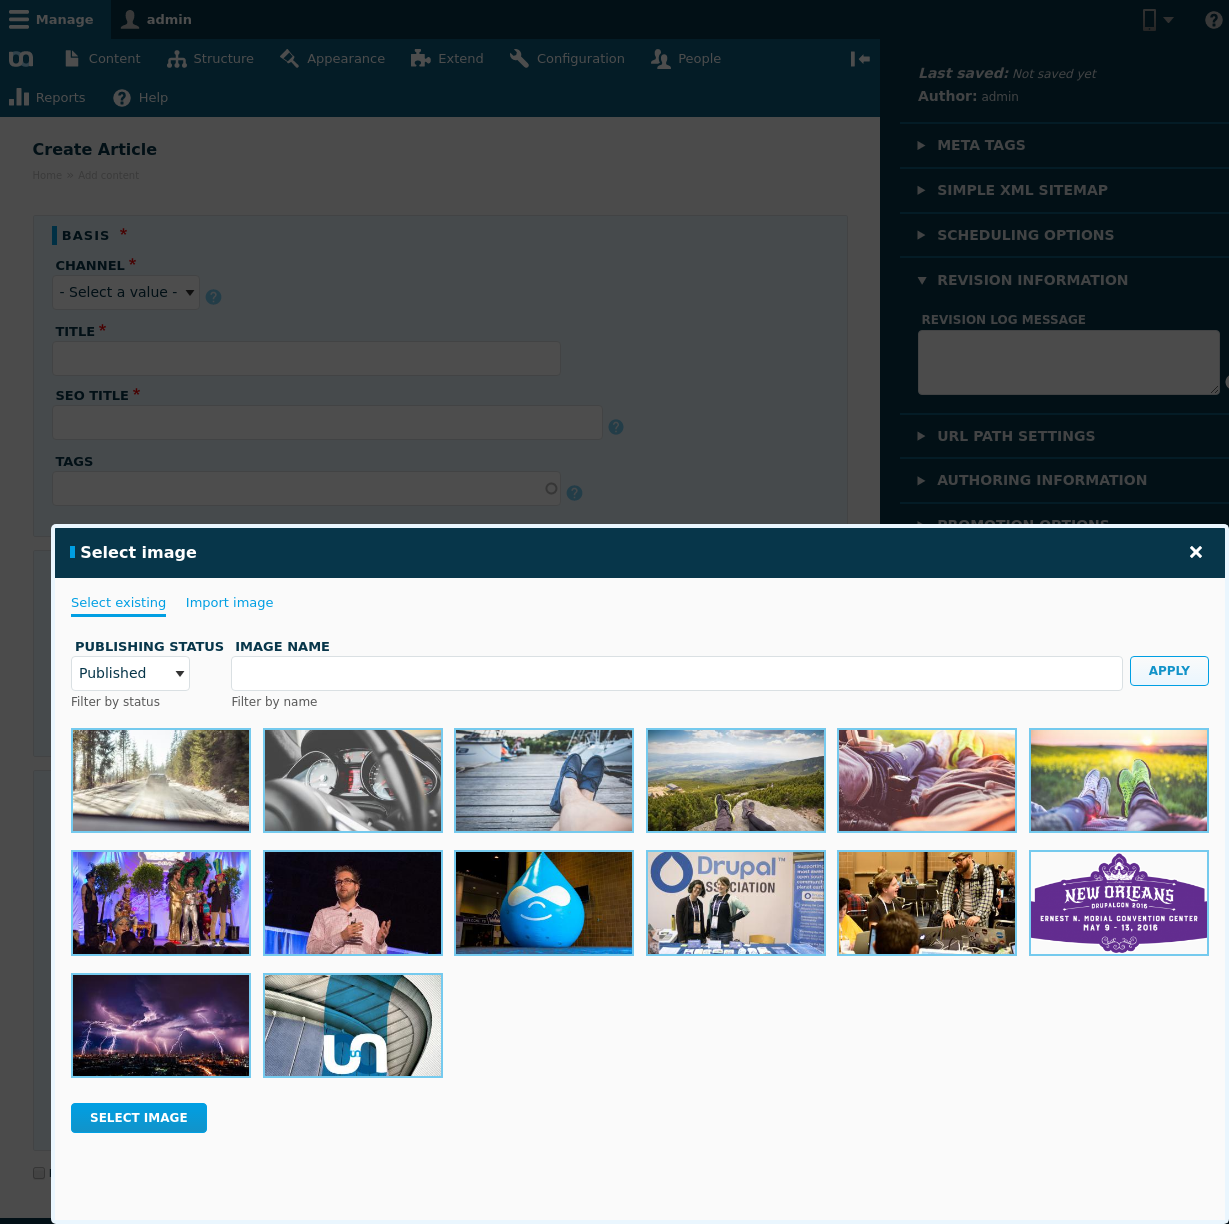 Manage
admin
Content
Structure
Appearance
Extend
Configuration
People
Reports
Help
Last saved: Not saved yet
Author: admin
META TAGS
SIMPLE XML SITEMAP
SCHEDULING OPTIONS
REVISION INFORMATION
REVISION LOG MESSAGE
URL PATH SETTINGS
AUTHORING INFORMATION
PROMOTION OPTIONS
Create Article
Home » Add content
BASIS *
CHANNEL *
- Select a value -
TITLE *
SEO TITLE *
TAGS
Select image
Select existing
Import image
PUBLISHING STATUS
IMAGE NAME
Published
APPLY
Filter by status
Filter by name
Drupal™
ASSOCIATION
NEW ORLEANS
DRUPALCON 2016
ERNEST N. MORIAL CONVENTION CENTER
MAY 9 - 13, 2016
SELECT IMAGE